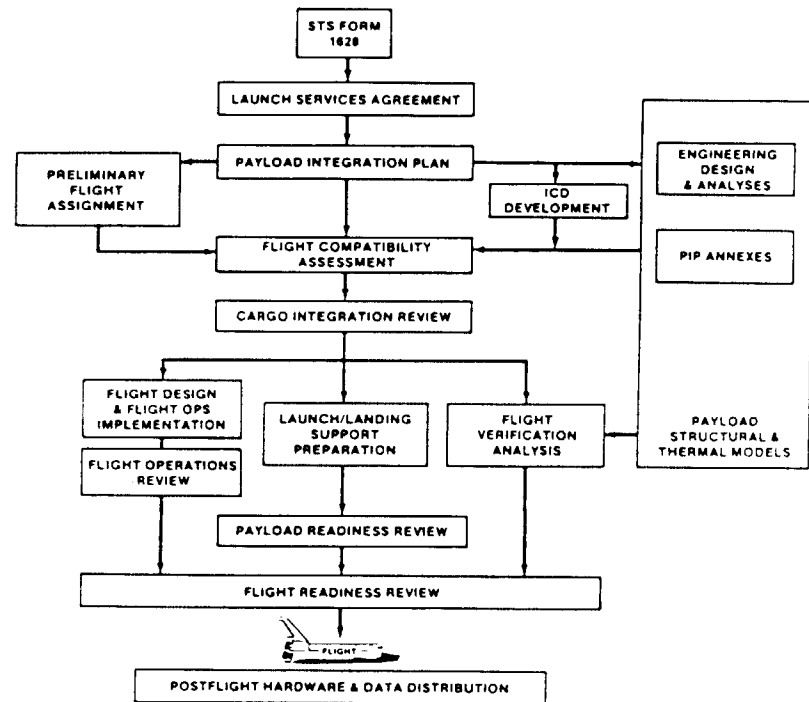 STS FORM
1628
LAUNCH SERVICES AGREEMENT
PAYLOAD INTEGRATION PLAN
PRELIMINARY
FLIGHT
ASSIGNMENT
ENGINEERING
DESIGN
& ANALYSES
ICD
DEVELOPMENT
FLIGHT COMPATIBILITY
ASSESSMENT
PIP ANNEXES
CARGO INTEGRATION REVIEW
FLIGHT DESIGN
& FLIGHT OPS
IMPLEMENTATION
LAUNCH/LANDING
SUPPORT
PREPARATION
FLIGHT
VERIFICATION
ANALYSIS
PAYLOAD
STRUCTURAL &
THERMAL MODELS
FLIGHT OPERATIONS
REVIEW
PAYLOAD READINESS REVIEW
FLIGHT READINESS REVIEW
FLIGHT
POSTFLIGHT HARDWARE & DATA DISTRIBUTION